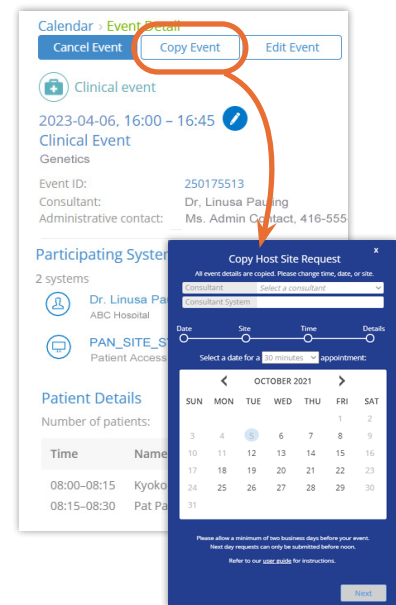 Calendar › Event Detail
Cancel Event Copy Event Edit Event
Clinical event
2023-04-06, 16:00 – 16:45
Clinical Event
Genetics
Event ID: 250175513
Consultant: Dr, Linusa Pauling
Administrative contact: Ms. Admin Contact, 416-555
Participating System
2 systems
Dr. Linusa Pa
ABC Hosoital
PAN_SITE_S
Patient Access
Patient Details
Number of patients:
Time Name
08:00–08:15 Kyoko
08:15–08:30 Pat Pa
x
Copy Host Site Request
All event details are copied. Please change time, date, or site.
Consultant Select a consultant
Consultant System
Date Site Time Details
Select a date for a 30 minutes appointment:
OCTOBER 2021
SUN MON TUE WED THU FRI SAT
1 2
3 4 5 6 7 8 9
10 11 12 13 14 15 16
17 18 19 20 21 22 23
24 25 26 27 28 29 30
31
Please allow a minimum of two business days before your event.
Next day requests can only be submitted before noon.
Refer to our user guide for instructions.
Next